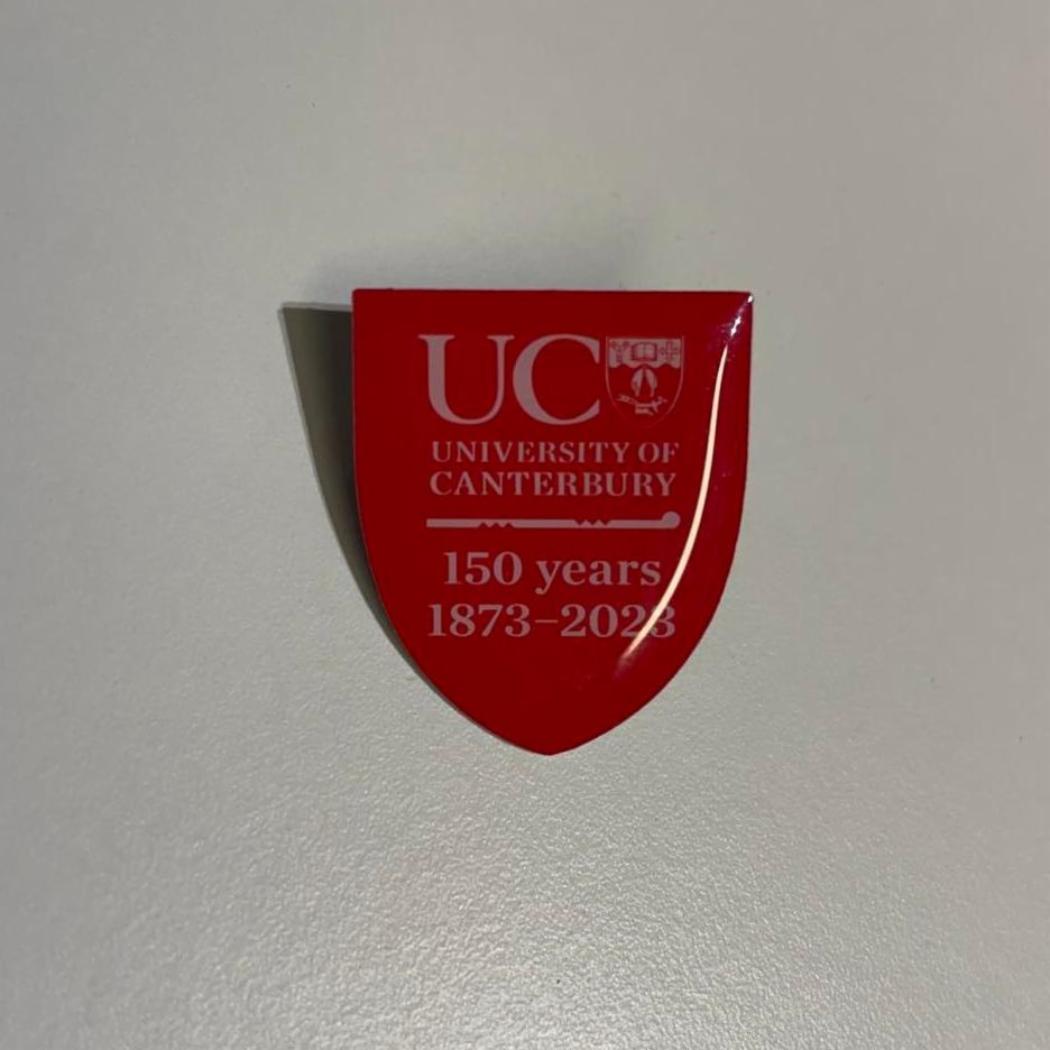 UC
UNIVERSITY OF
CANTERBURY
150 years
1873–2023